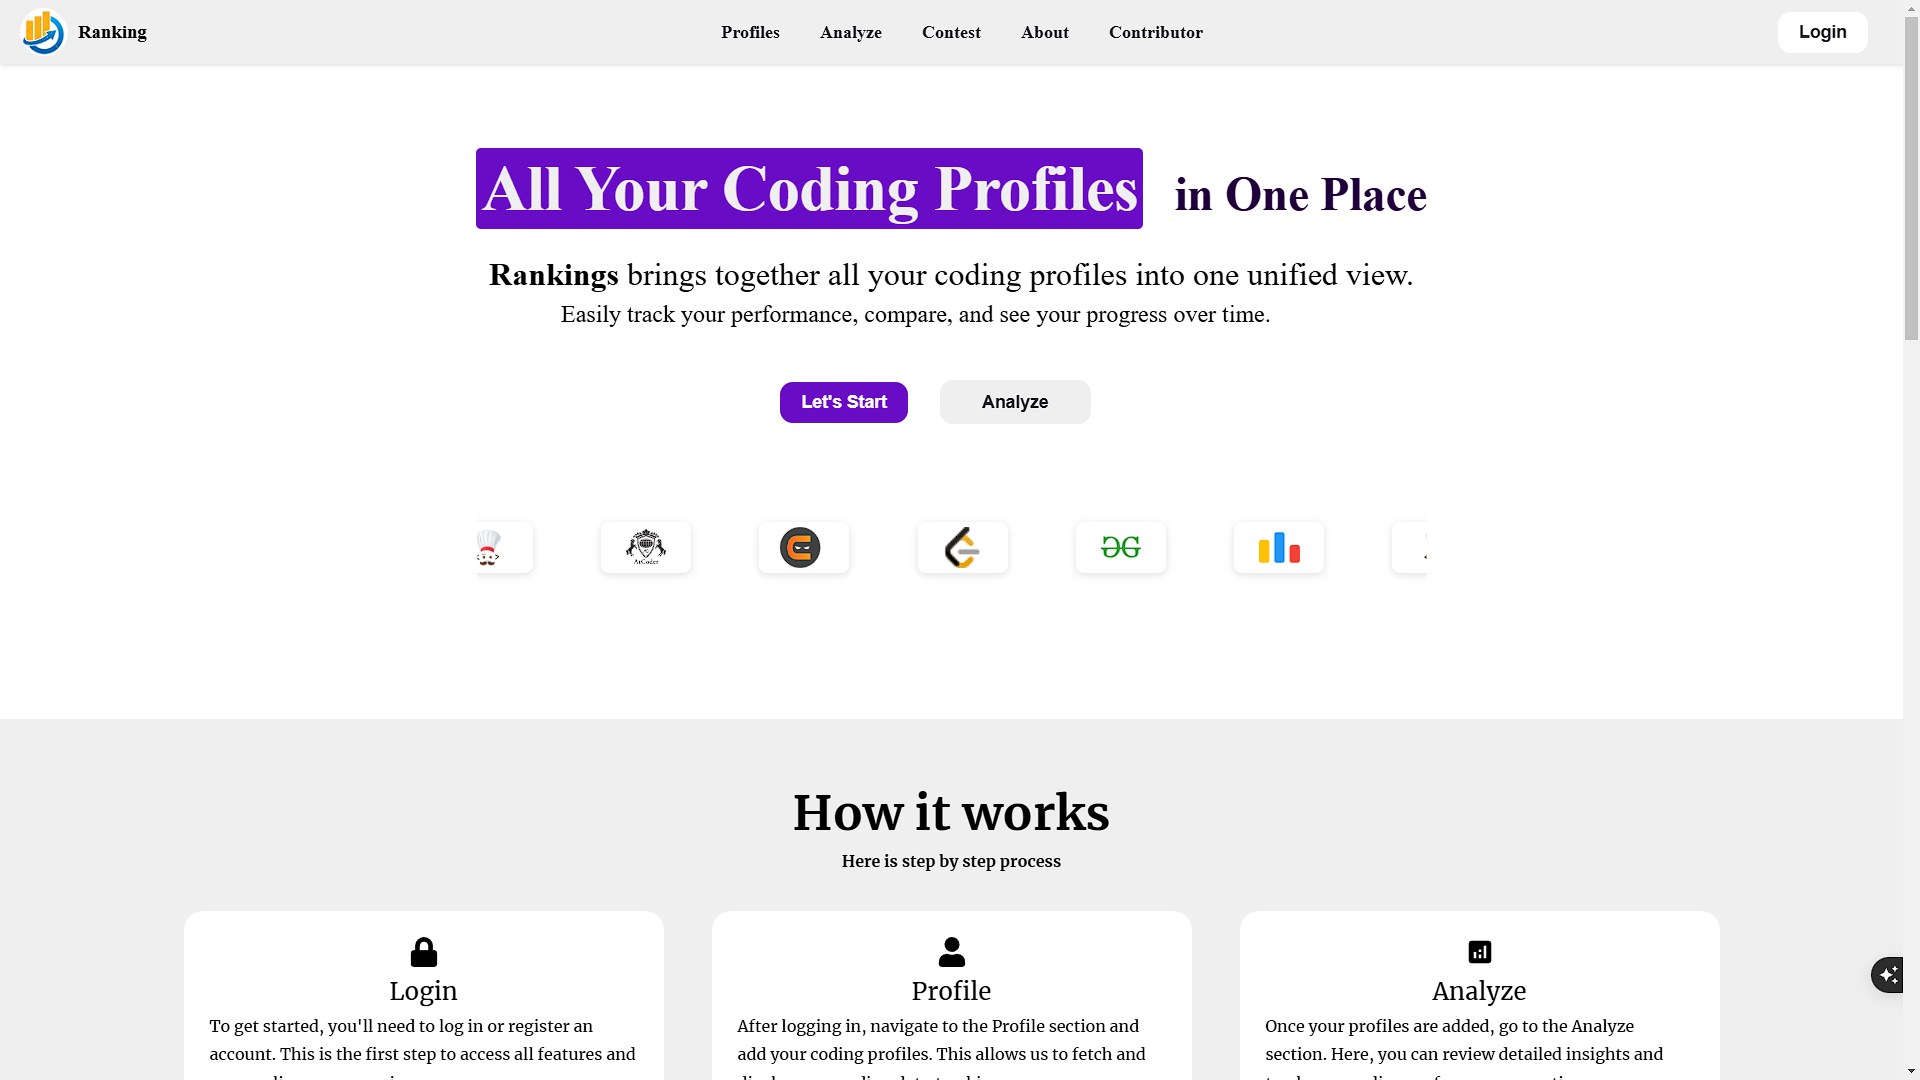 Ranking
Profiles
Analyze
Contest
About
Contributor
Login
All Your Coding Profiles in One Place
Rankings brings together all your coding profiles into one unified view.
Easily track your performance, compare, and see your progress over time.
Let's Start
Analyze
AtCoder
How it works
Here is step by step process
Login
To get started, you'll need to log in or register an
account. This is the first step to access all features and
Profile
After logging in, navigate to the Profile section and
add your coding profiles. This allows us to fetch and
Analyze
Once your profiles are added, go to the Analyze
section. Here, you can review detailed insights and